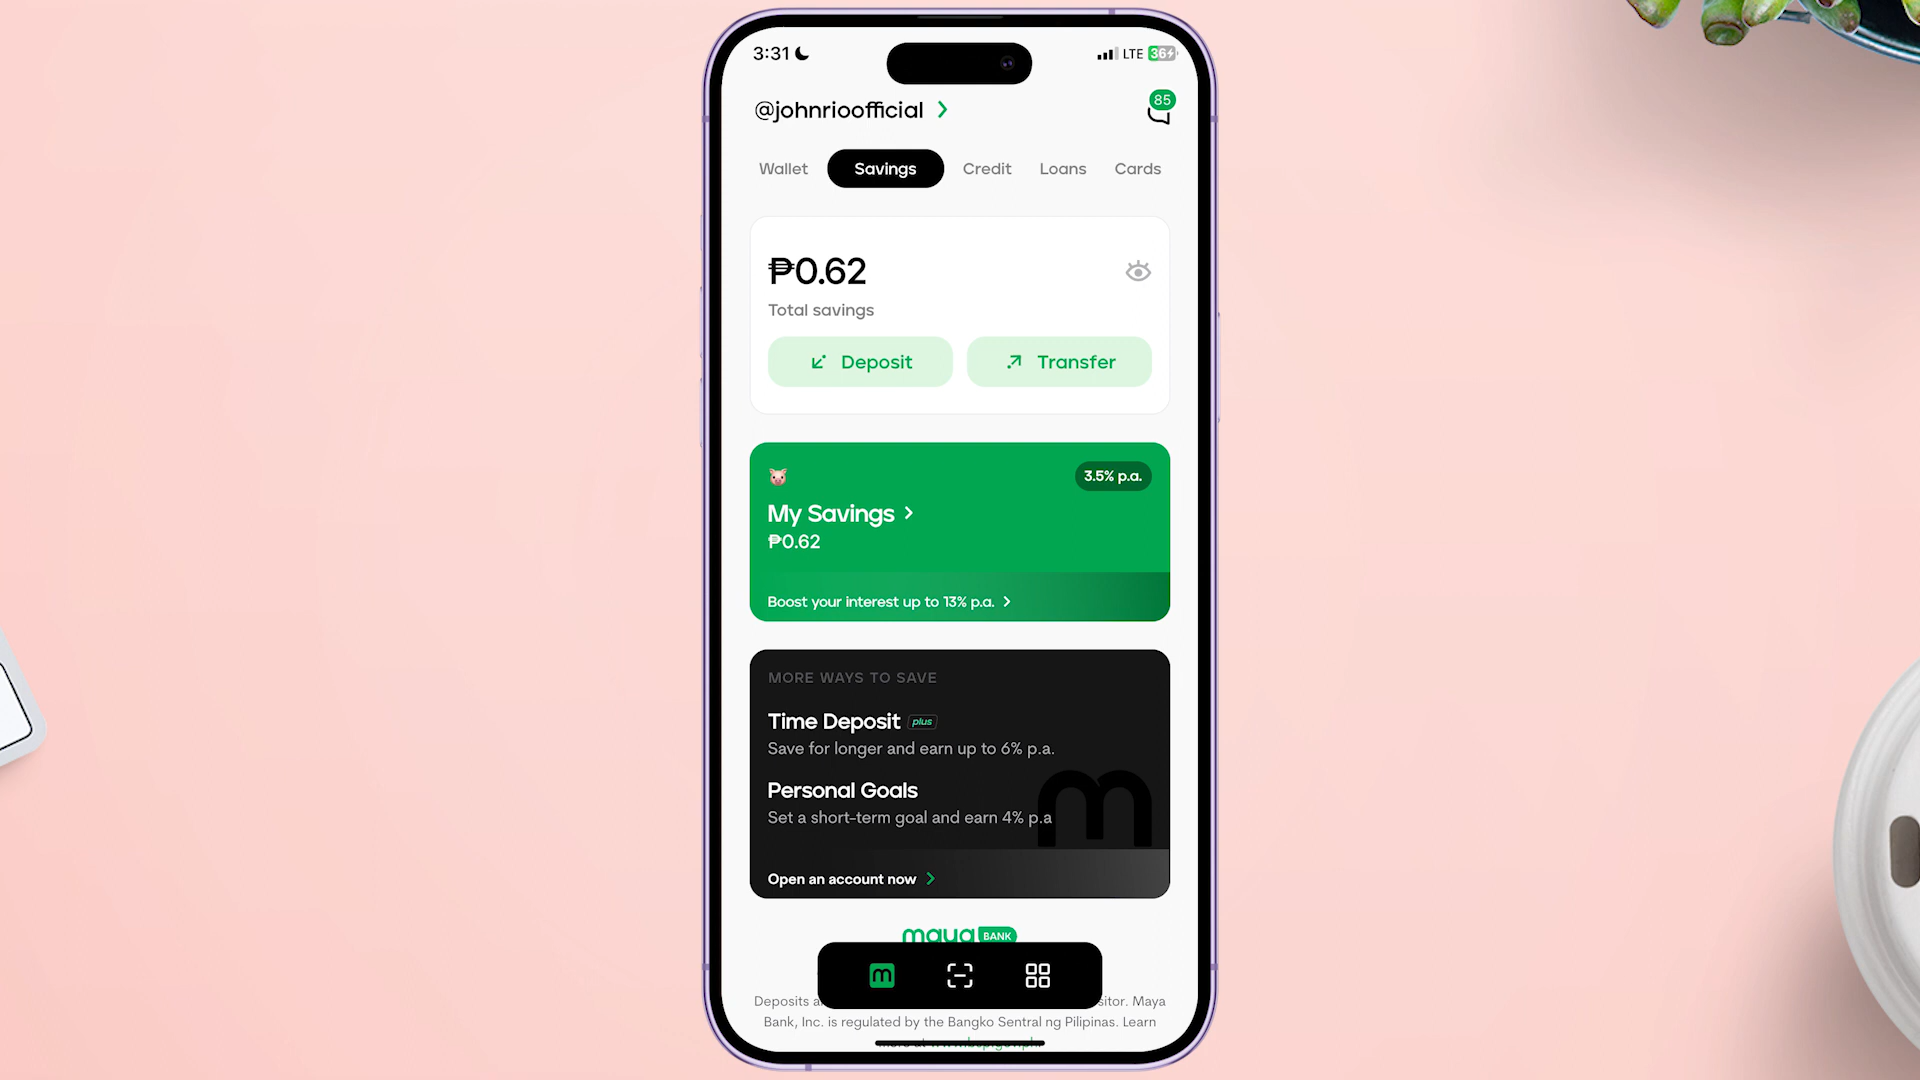 3:31
LTE 36
@johnrioofficial
85
Wallet Savings Credit Loans Cards
₱0.62
Total savings
Deposit Transfer
3.5% p.a.
My Savings
₱0.62
Boost your interest up to 13% p.a.
MORE WAYS TO SAVE
Time Deposit plus
Save for longer and earn up to 6% p.a.
m
Personal Goals
Set a short-term goal and earn 4% p.a
Open an account now
maya BANK
m
Deposits sitor. Maya
Bank, Inc. is regulated by the Bangko Sentral ng Pilipinas. Learn